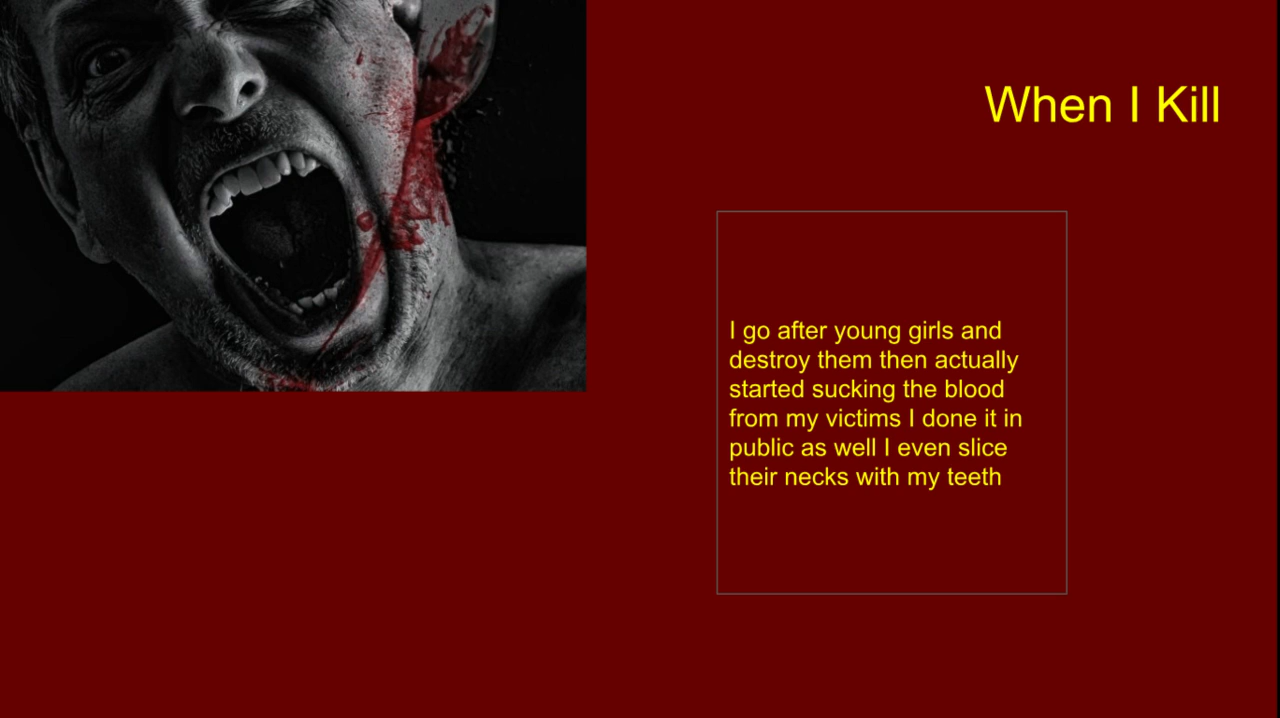 When I Kill
I go after young girls and
destroy them then actually
started sucking the blood
from my victims I done it in
public as well I even slice
their necks with my teeth